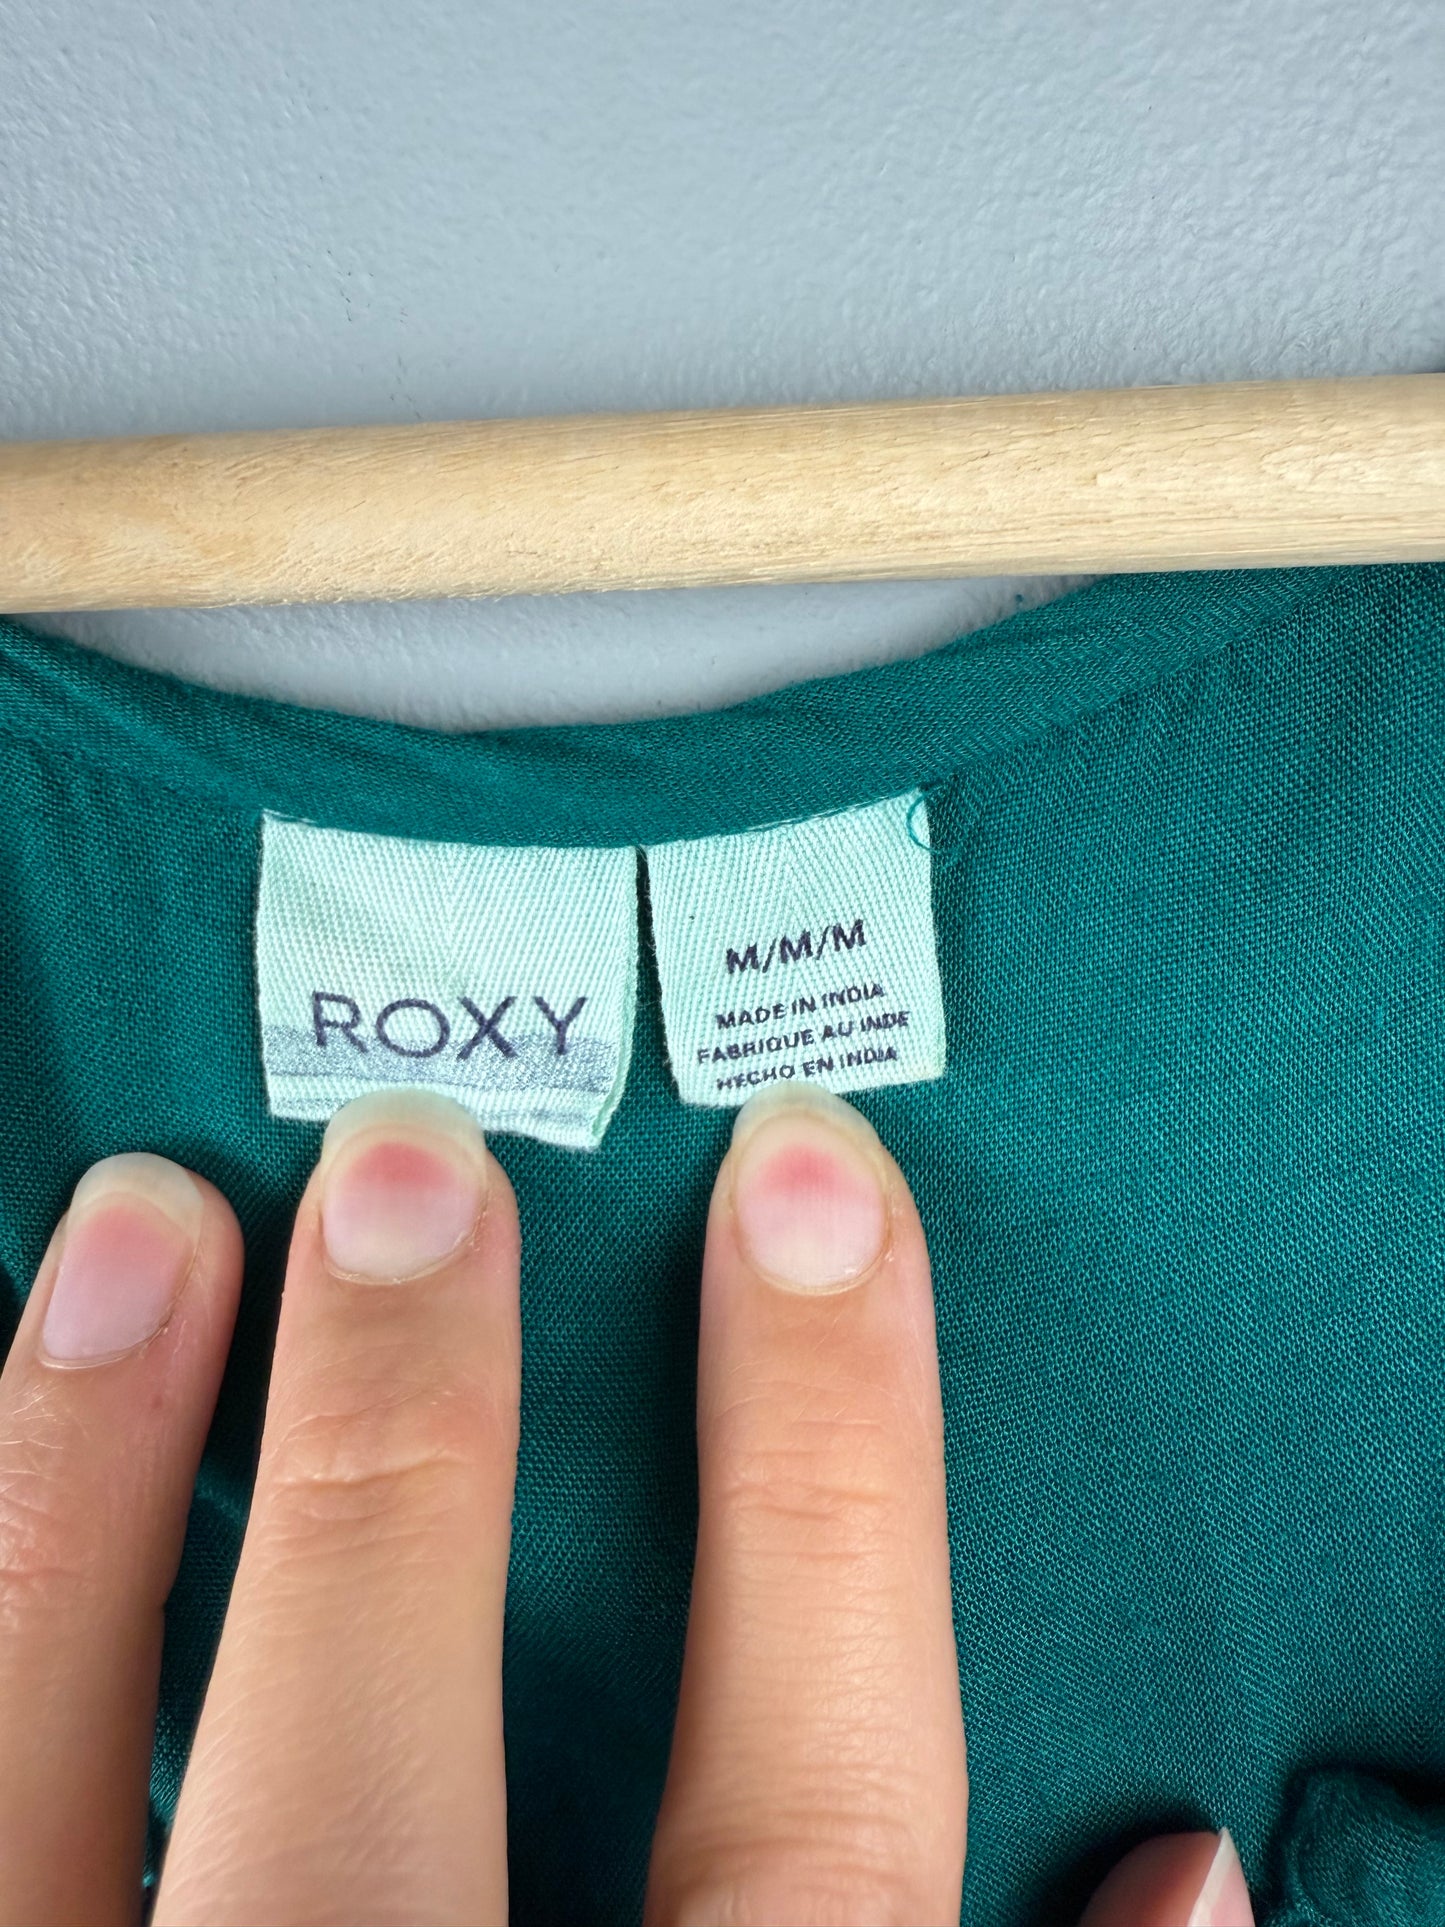 ROXY
M/M/M
MADE IN INDIA
FABRIQUE AU INDE
HECHO EN INDIA